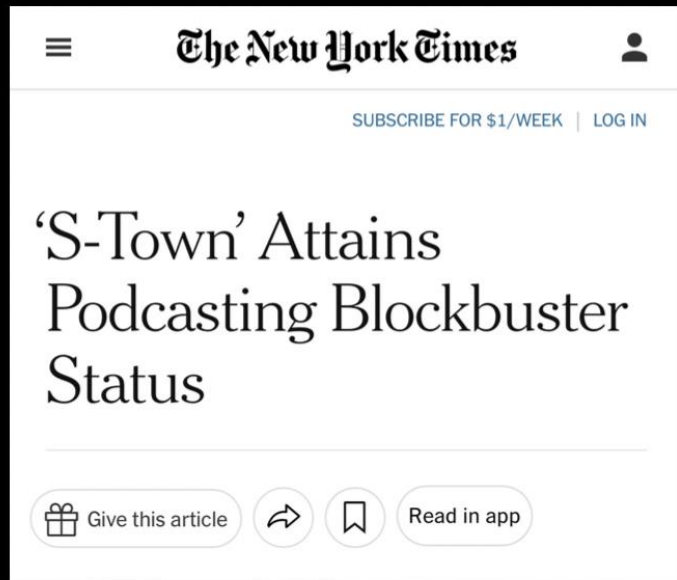 The New York Times
SUBSCRIBE FOR $1/WEEK | LOG IN
‘S-Town’ Attains
Podcasting Blockbuster
Status
Give this article
Read in app